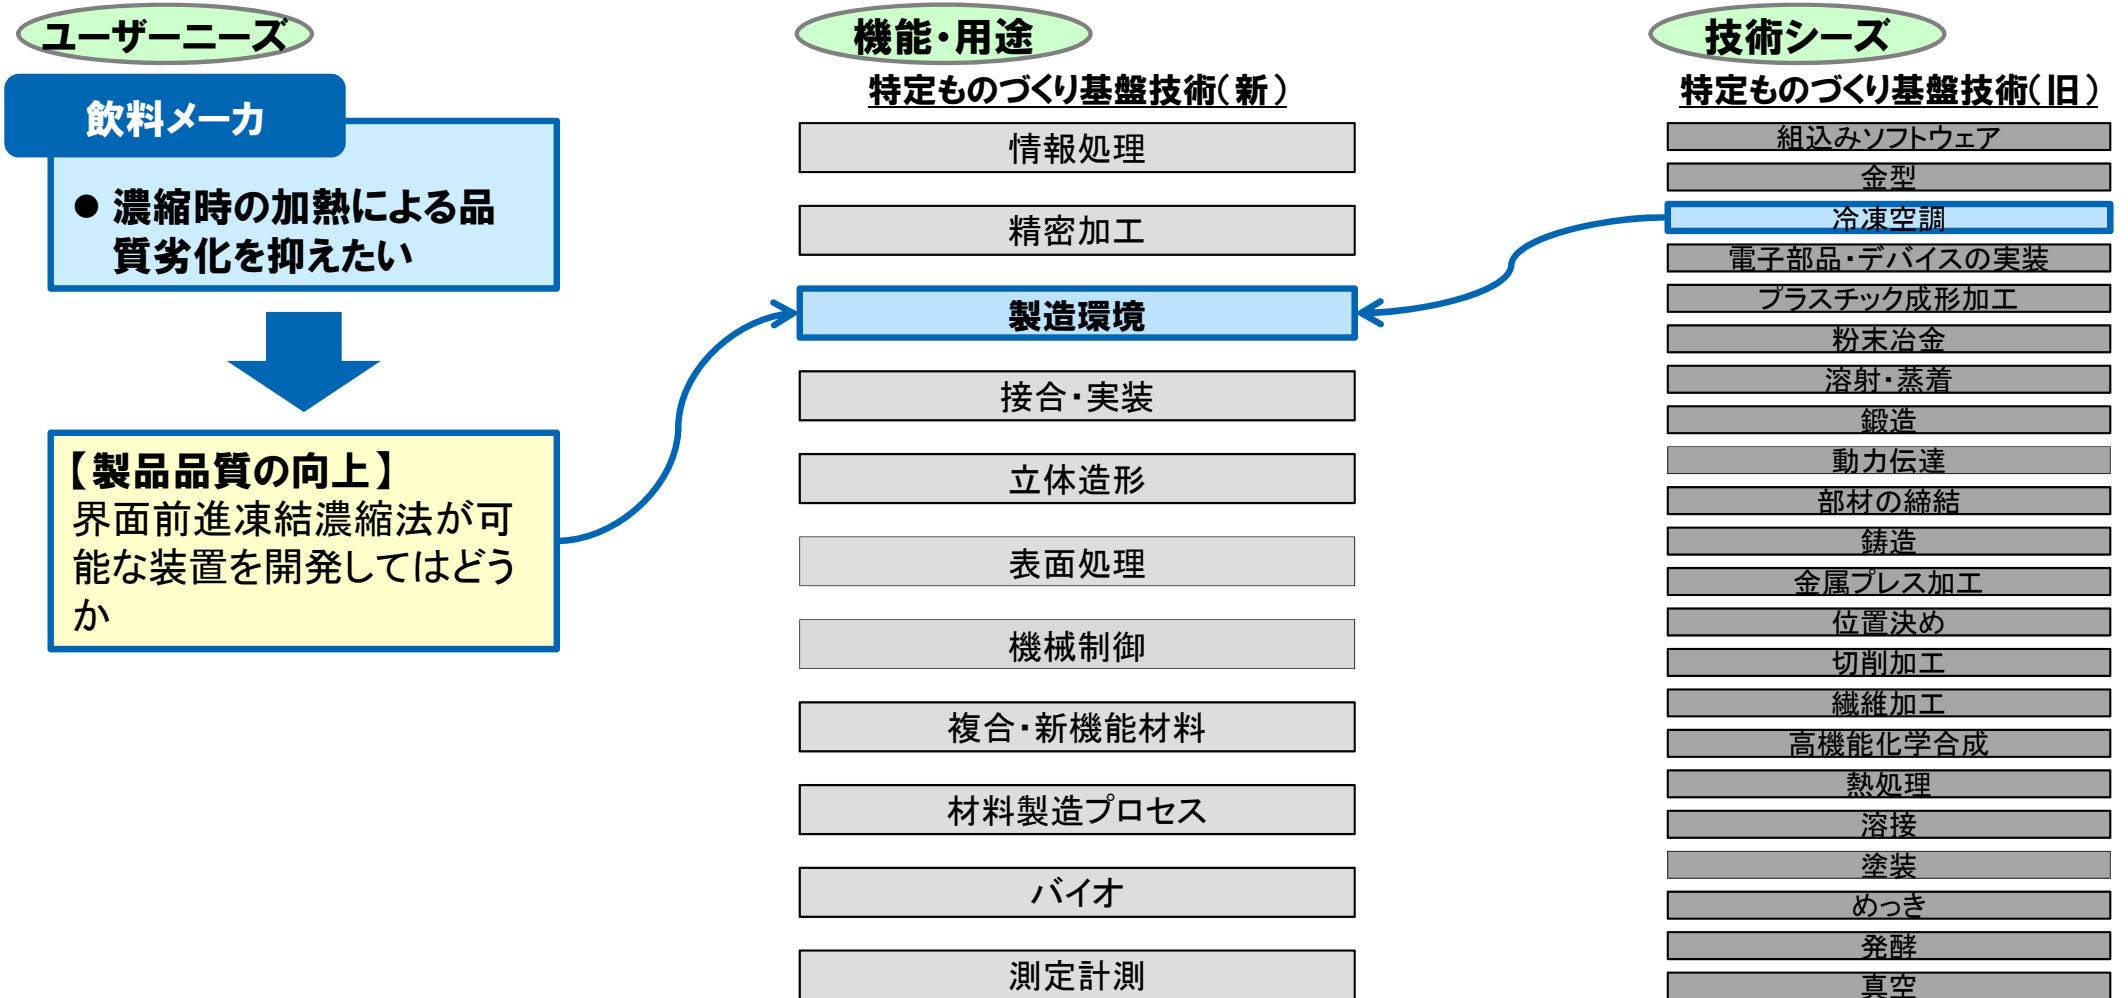 ユーザーニーズ
飲料メーカ
● 濃縮時の加熱による品
質劣化を抑えたい
【製品品質の向上】
界面前進凍結濃縮法が可
能な装置を開発してはどう
か
機能・用途
特定ものづくり基盤技術(新)
情報処理
精密加工
製造環境
接合・実装
立体造形
表面処理
機械制御
複合・新機能材料
材料製造プロセス
バイオ
測定計測
技術シーズ
特定ものづくり基盤技術(旧)
組込みソフトウェア
金型
冷凍空調
電子部品・デバイスの実装
プラスチック成形加工
粉末冶金
溶射・蒸着
鍛造
動力伝達
部材の締結
鋳造
金属プレス加工
位置決め
切削加工
繊維加工
高機能化学合成
熱処理
溶接
塗装
めっき
発酵
真空